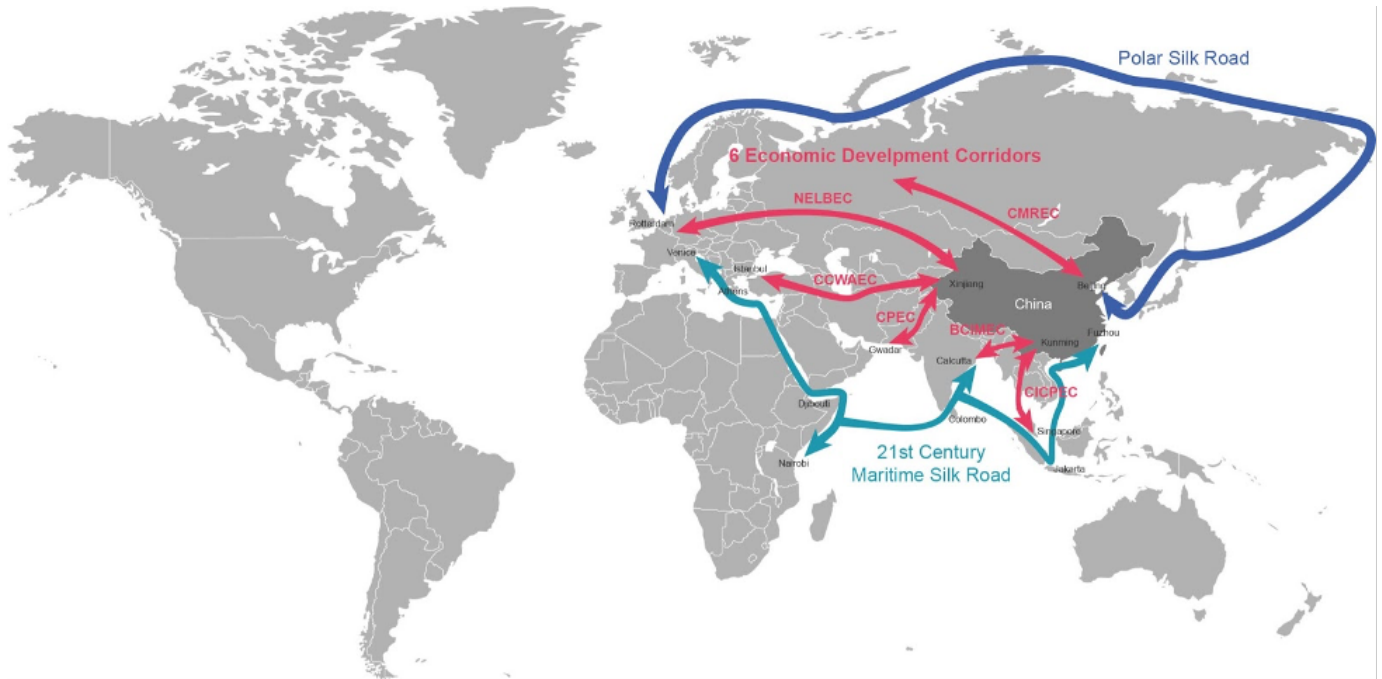 Polar Silk Road
6 Economic Develpment Corridors
NELBEC
CMREC
Rotterdam
Venice
Istanbul
Athens
CCWAEC
Xinjiang
Beijing
China
CPEC
Fuzhou
BCIMEC
Gwadar
Kunming
Calcutta
CICPEC
Djibouti
Colombo
Singapore
21st Century
Maritime Silk Road
Nairobi
Jakarta